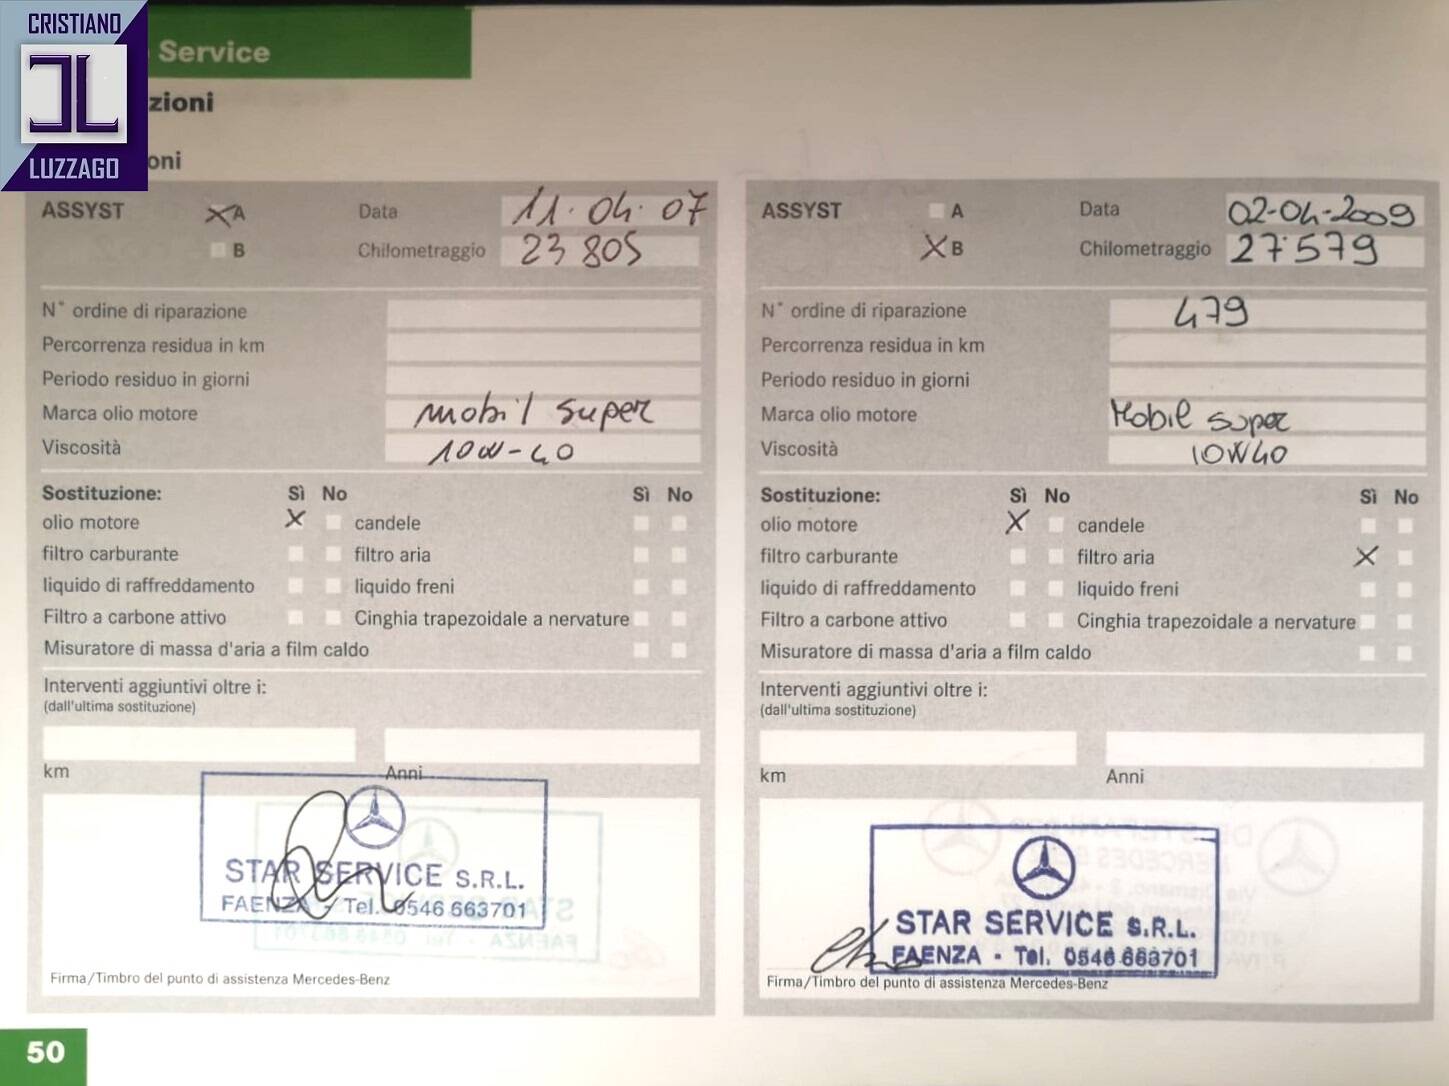 CRISTIANO
LUZZAGO
Service
zioni
oni
ASSYST A Data 11.04.07
B Chilometraggio 23 805
N° ordine di riparazione
Percorrenza residua in km
Periodo residuo in giorni
Marca olio motore mobil super
Viscosità 10W-40
Sostituzione: Sì No Sì No
olio motore X candele
filtro carburante filtro aria
liquido di raffreddamento liquido freni
Filtro a carbone attivo Cinghia trapezoidale a nervature
Misuratore di massa d'aria a film caldo
Interventi aggiuntivi oltre i:
(dall'ultima sostituzione)
km Anni
STAR SERVICE S.R.L.
FAENZA - Tel. 0546 663701
Firma/Timbro del punto di assistenza Mercedes-Benz
ASSYST A Data 02-04-2009
X B Chilometraggio 27'579
N° ordine di riparazione 479
Percorrenza residua in km
Periodo residuo in giorni
Marca olio motore Mobil super
Viscosità 10W40
Sostituzione: Sì No Sì No
olio motore X candele
filtro carburante filtro aria X
liquido di raffreddamento liquido freni
Filtro a carbone attivo Cinghia trapezoidale a nervature
Misuratore di massa d'aria a film caldo
Interventi aggiuntivi oltre i:
(dall'ultima sostituzione)
km Anni
STAR SERVICE S.R.L.
FAENZA - Tel. 0546 663701
Firma/Timbro del punto di assistenza Mercedes-Benz
50